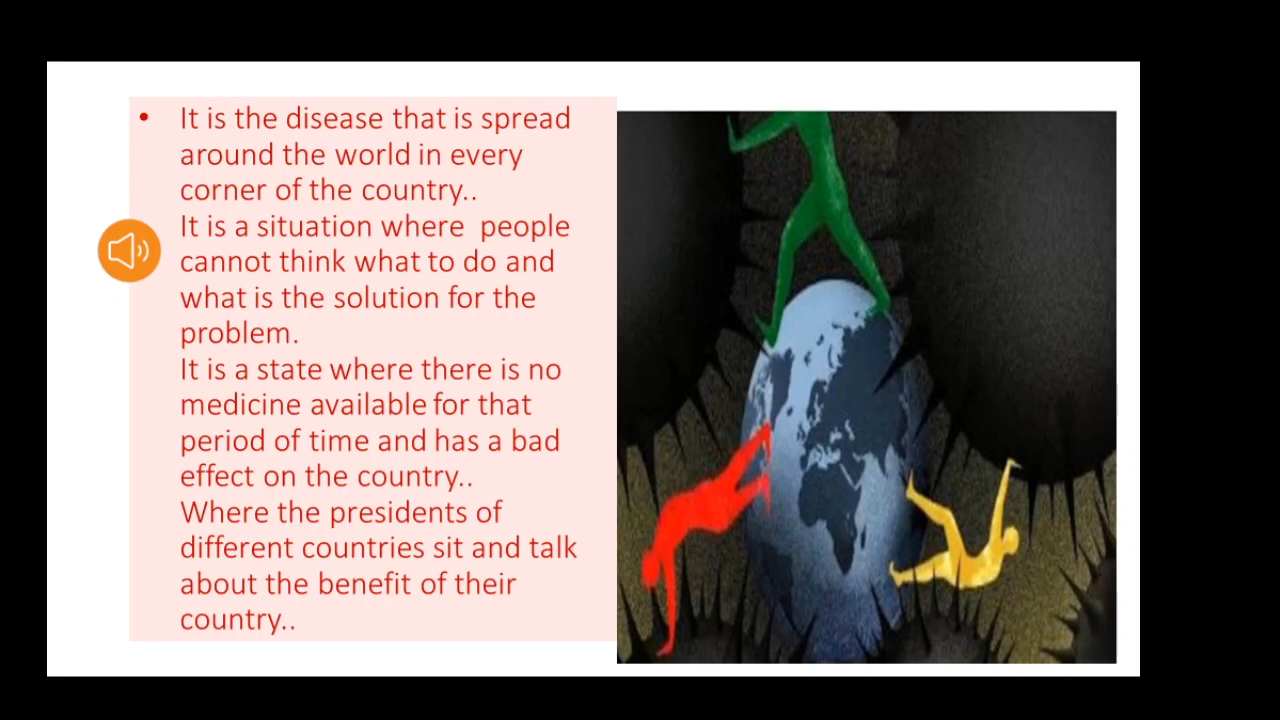 • It is the disease that is spread
around the world in every
corner of the country..
It is a situation where  people
cannot think what to do and
what is the solution for the
problem.
It is a state where there is no
medicine available for that
period of time and has a bad
effect on the country..
Where the presidents of
different countries sit and talk
about the benefit of their
country..